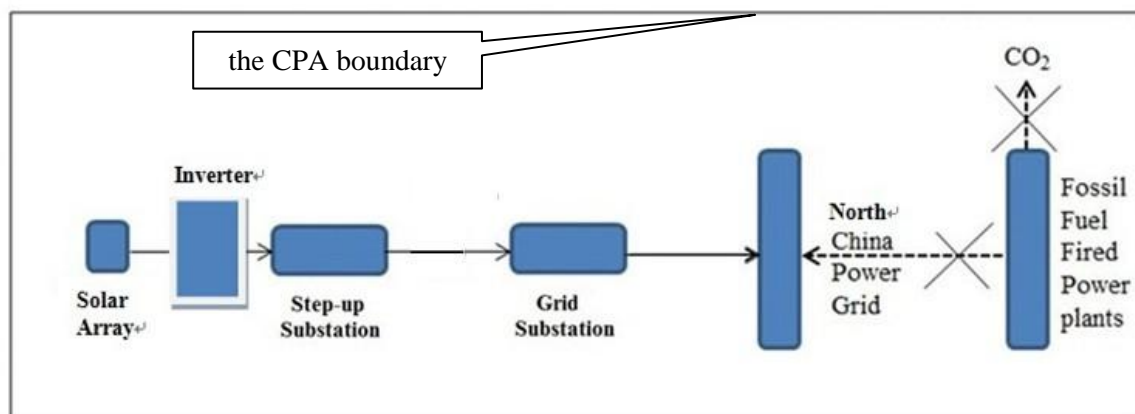 the CPA boundary
CO₂
Inverter↵
Solar
Array↵
Step-up
Substation
Grid
Substation
North↵
China
Power
Grid
Fossil
Fuel
Fired
Power
plants